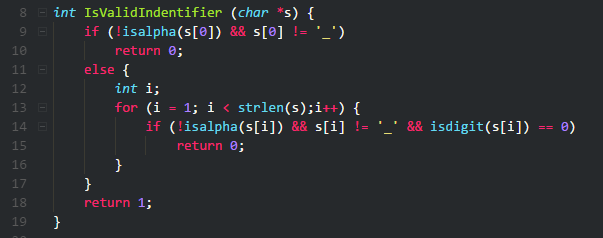 8 int IsValidIndentifier (char *s) {
9     if (!isalpha(s[0]) && s[0] != '_')
10         return 0;
11     else {
12         int i;
13         for (i = 1; i < strlen(s);i++) {
14             if (!isalpha(s[i]) && s[i] != '_' && isdigit(s[i]) == 0)
15                 return 0;
16         }
17     }
18     return 1;
19 }